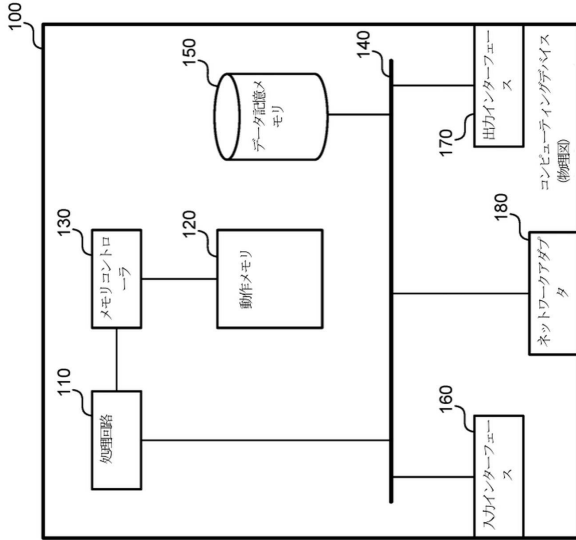 100
110
処理回路
130
メモリコントロ
ーラ
120
動作メモリ
150
データ記憶メ
モリ
140
160
入力インターフェー
ス
180
ネットワークアダプ
タ
170
出力インターフェー
ス
コンピューティングデバイス
(物理図)